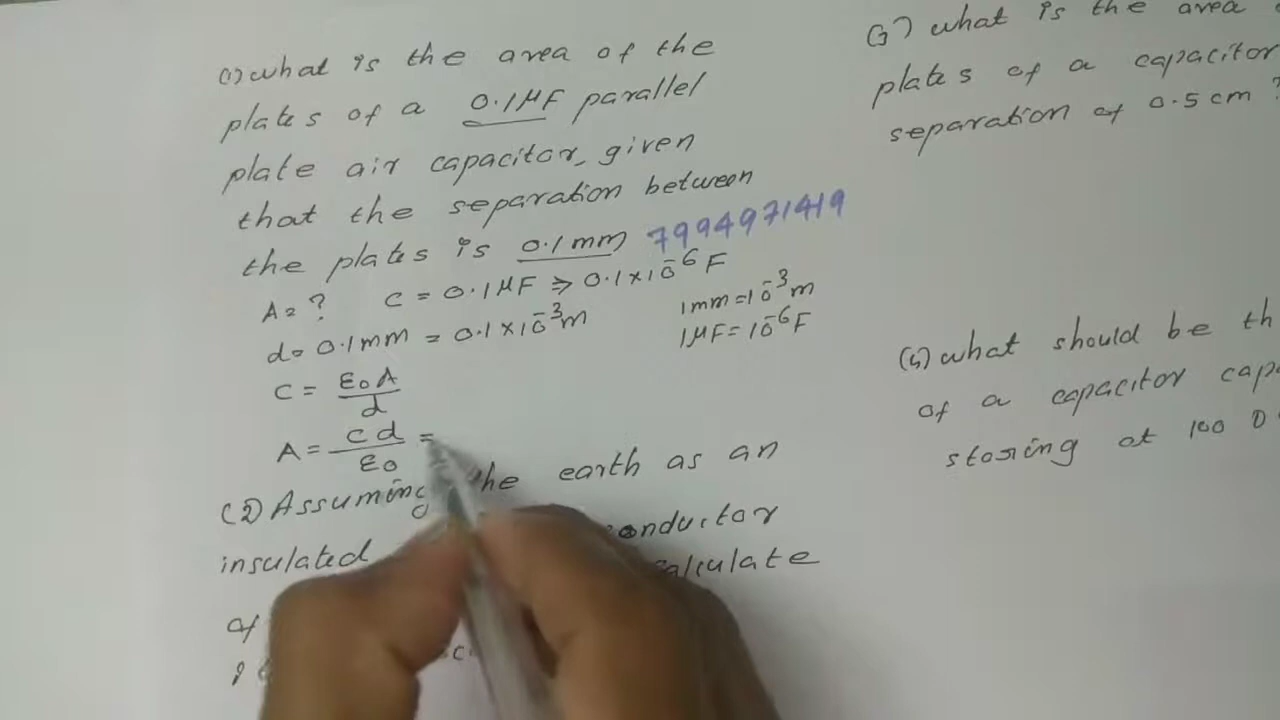 (1) what is the area of the
plates of a 0.1μF parallel
plate air capacitor, given
that the separation between
the plates is 0.1mm 7994971419
A = ? C = 0.1μF ⇒ 0.1×10⁻⁶F
d = 0.1mm = 0.1×10⁻³m
1mm = 10⁻³m
1μF = 10⁻⁶F
C = ε₀A/d
A = cd/ε₀ =
(2) Assuming the earth as an
insulated onductor
of alculate
(3) what is the area
plates of a capacitor
separation of 0.5cm ?
(4) what should be th
of a capacitor cap
storing at 100